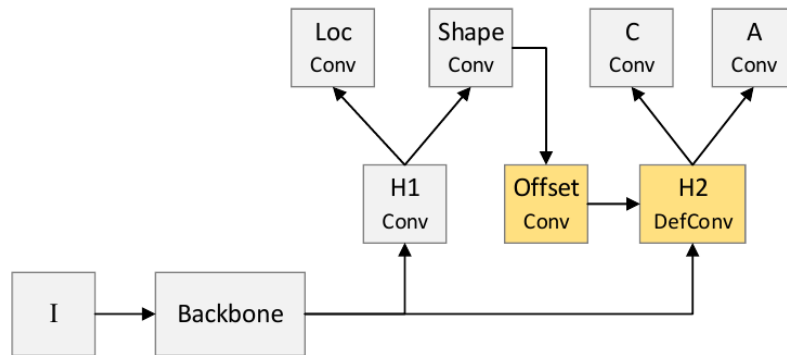 Loc
Conv
Shape
Conv
C
Conv
A
Conv
H1
Conv
Offset
Conv
H2
DefConv
I
Backbone